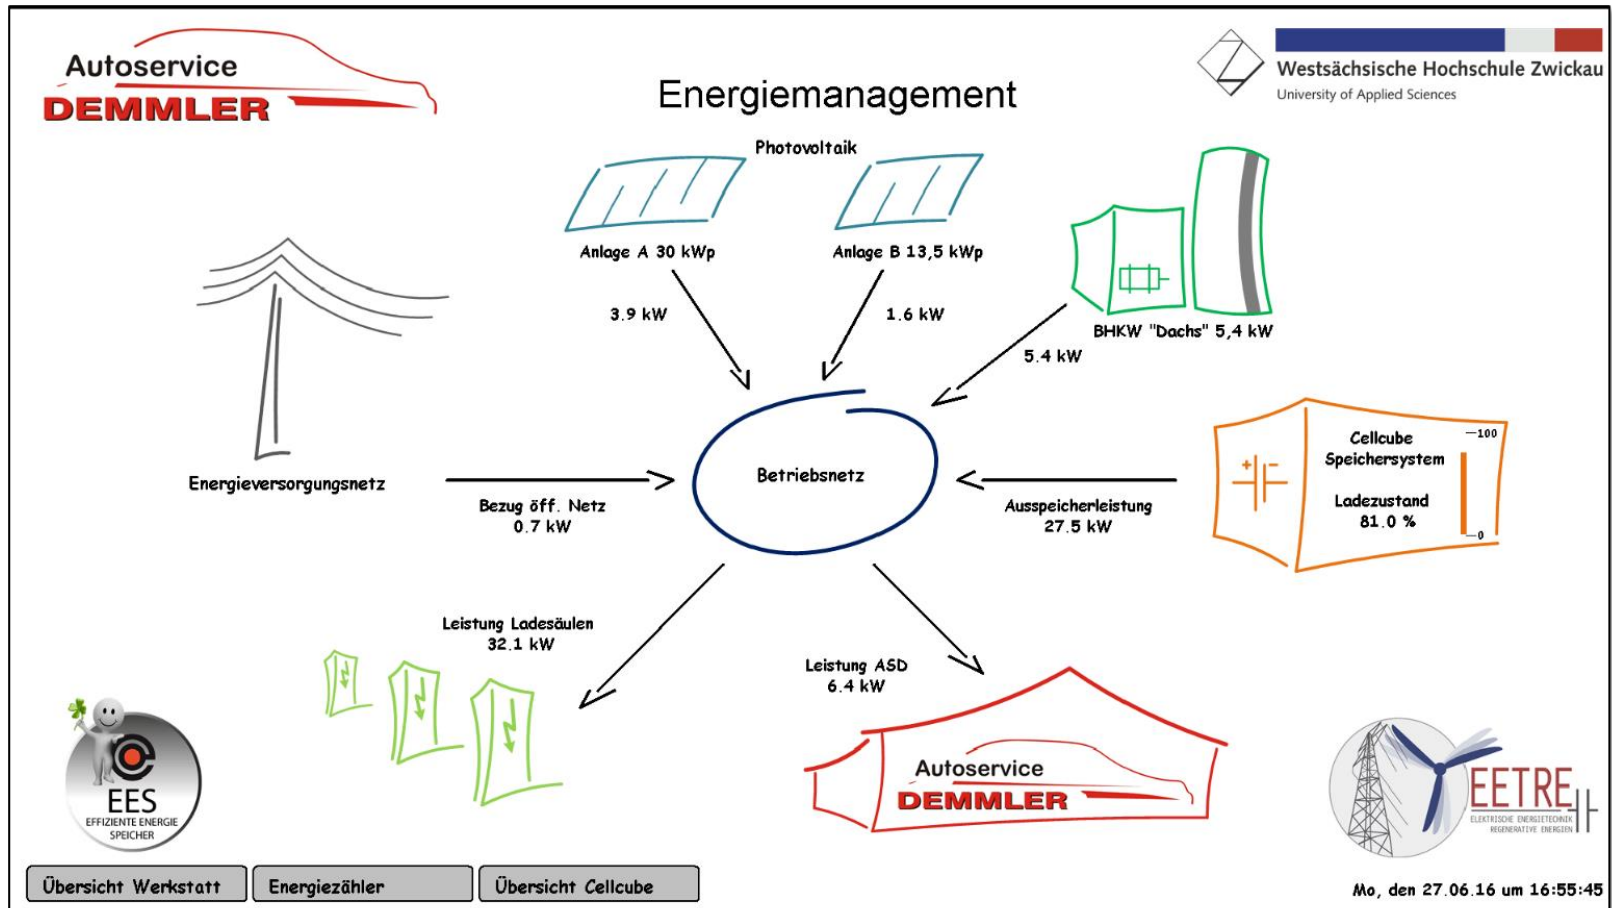 Autoservice
DEMMLER
Energiemanagement
Westsächsische Hochschule Zwickau
University of Applied Sciences
Photovoltaik
Anlage A 30 kWp
Anlage B 13,5 kWp
3.9 kW
1.6 kW
BHKW "Dachs" 5,4 kW
5.4 kW
Energieversorgungsnetz
Bezug öff. Netz
0.7 kW
Betriebsnetz
Ausspeicherleistung
27.5 kW
Cellcube
Speichersystem
Ladezustand
81.0 %
100
0
+ -
Leistung Ladesäulen
32.1 kW
Leistung ASD
6.4 kW
Autoservice
DEMMLER
EES
EFFIZIENTE ENERGIE
SPEICHER
EETRE
ELEKTRISCHE ENERGIETECHNIK
REGENERATIVE ENERGIEN
Übersicht Werkstatt
Energiezähler
Übersicht Cellcube
Mo, den 27.06.16 um 16:55:45